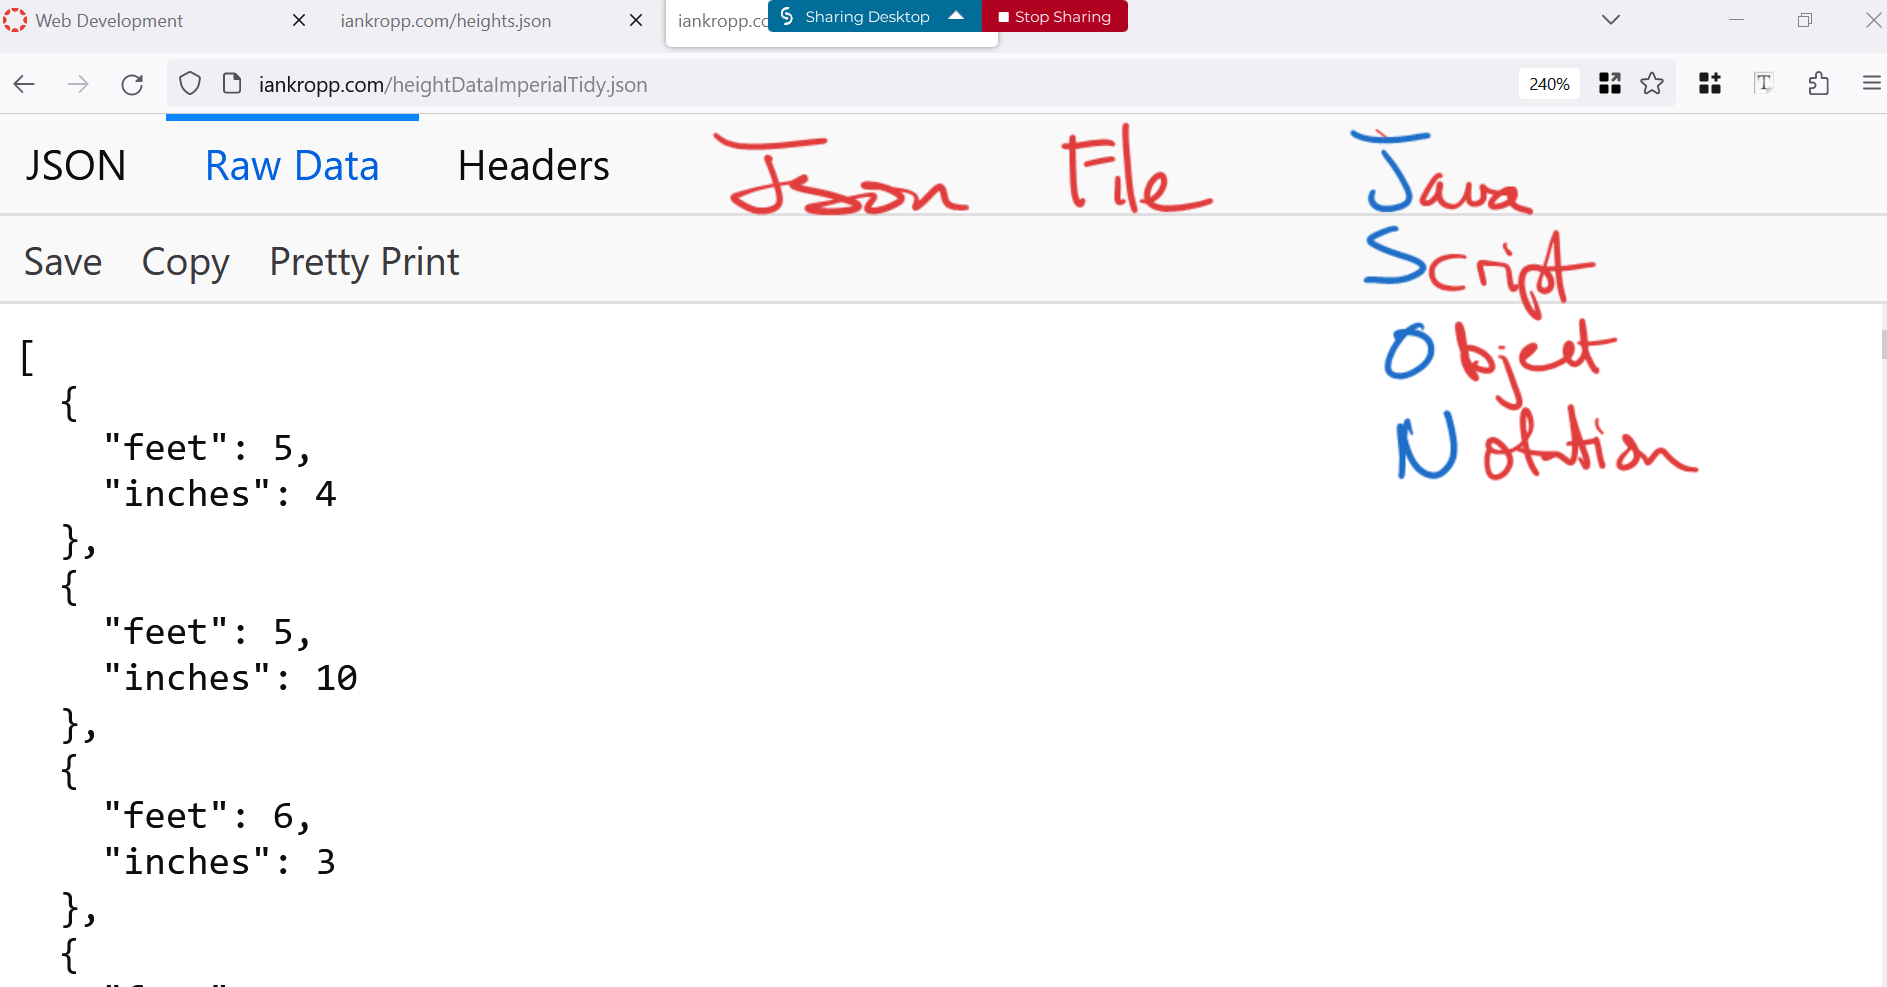 Web Development
iankropp.com/heights.json
iankropp.co
Sharing Desktop
Stop Sharing
iankropp.com/heightDataImperialTidy.json
240%
JSON Raw Data Headers
Json File
Java
Script
Object
Notation
Save Copy Pretty Print
[
{
"feet": 5,
"inches": 4
},
{
"feet": 5,
"inches": 10
},
{
"feet": 6,
"inches": 3
},
{